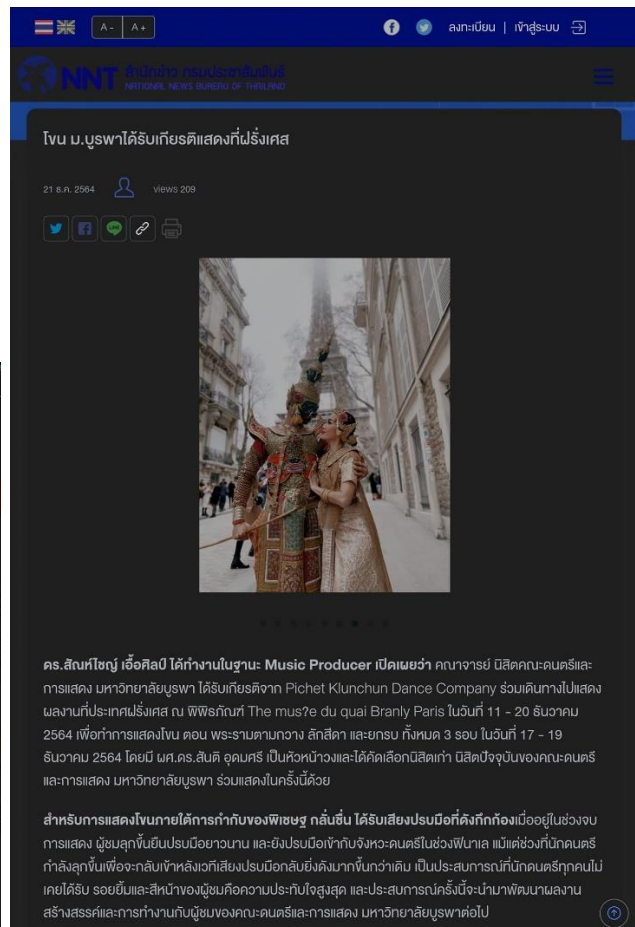 A-  A+  ลงทะเบียน | เข้าสู่ระบบ
NNT สำนักข่าว กรมประชาสัมพันธ์
NATIONAL NEWS BUREAU OF THAILAND
โขน ม.บูรพาได้รับเกียรติแสดงที่ฝรั่งเศส
21 ธ.ค. 2564  views 209
LINE
ดร.สัณห์ไชญ์ เอื้อศิลป์ ได้ทำงานในฐานะ Music Producer เปิดเผยว่า คณาจารย์ นิสิตคณะดนตรีและ
การแสดง มหาวิทยาลัยบูรพา ได้รับเกียรติจาก Pichet Klunchun Dance Company ร่วมเดินทางไปแสดง
ผลงานที่ประเทศฝรั่งเศส ณ พิพิธภัณฑ์ The mus?e du quai Branly Paris ในวันที่ 11 - 20 ธันวาคม
2564 เพื่อทำการแสดงโขน ตอน พระรามตามกวาง ลักสีดา และยกรบ ทั้งหมด 3 รอบ ในวันที่ 17 - 19
ธันวาคม 2564 โดยมี ผศ.ดร.สันติ อุดมศรี เป็นหัวหน้าวงและได้คัดเลือกนิสิตเก่า นิสิตปัจจุบันของคณะดนตรี
และการแสดง มหาวิทยาลัยบูรพา ร่วมแสดงในครั้งนี้ด้วย
สำหรับการแสดงโขนภายใต้การกำกับของพิเชษฐ กลั่นชื่น ได้รับเสียงปรบมือที่ดังกึกก้องเมื่ออยู่ในช่วงจบ
การแสดง ผู้ชมลุกขึ้นยืนปรบมือยาวนาน และยังปรบมือเข้ากับจังหวะดนตรีในช่วงฟินาเล แม้แต่ช่วงที่นักดนตรี
กำลังลุกขึ้นเพื่อจะกลับเข้าหลังเวทีเสียงปรบมือกลับยิ่งดังมากขึ้นกว่าเดิม เป็นประสบการณ์ที่นักดนตรีทุกคนไม่
เคยได้รับ รอยยิ้มและสีหน้าของผู้ชมคือความประทับใจสูงสุด และประสบการณ์ครั้งนี้จะนำมาพัฒนาผลงาน
สร้างสรรค์และการทำงานกับผู้ชมของคณะดนตรีและการแสดง มหาวิทยาลัยบูรพาต่อไป